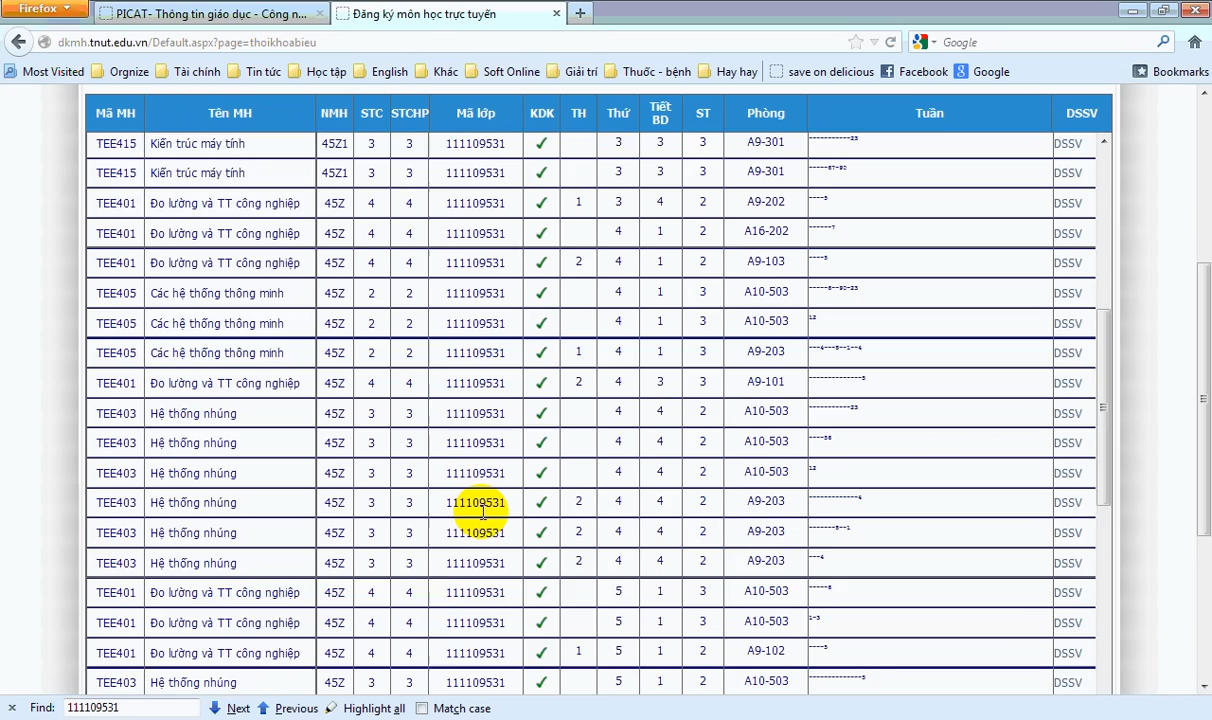 Firefox
PICAT- Thông tin giáo dục - Công n...
Đăng ký môn học trực tuyến
dkmh.tnut.edu.vn/Default.aspx?page=thoikhoabieu
Google
Most Visited Orgnize Tài chính Tin tức Học tập English Khác Soft Online Giải trí Thuốc - bệnh Hay hay save on delicious Facebook Google Bookmarks
Mã MH Tên MH NMH STC STCHP Mã lớp KDK TH Thứ Tiết BD ST Phòng Tuần DSSV
TEE415 Kiến trúc máy tính 45Z1 3 3 111109531 3 3 3 A9-301 -----------23 DSSV
TEE415 Kiến trúc máy tính 45Z1 3 3 111109531 3 3 3 A9-301 DSSV
TEE401 Đo lường và TT công nghiệp 45Z 4 4 111109531 1 3 4 2 A9-202 ----5 DSSV
TEE401 Đo lường và TT công nghiệp 45Z 4 4 111109531 4 1 2 A16-202 ------7 DSSV
TEE401 Đo lường và TT công nghiệp 45Z 4 4 111109531 2 4 1 2 A9-103 ----5 DSSV
TEE405 Các hệ thống thông minh 45Z 2 2 111109531 4 1 3 A10-503 DSSV
TEE405 Các hệ thống thông minh 45Z 2 2 111109531 4 1 3 A10-503 12 DSSV
TEE405 Các hệ thống thông minh 45Z 2 2 111109531 1 4 1 3 A9-203 DSSV
TEE401 Đo lường và TT công nghiệp 45Z 4 4 111109531 2 4 3 3 A9-101 DSSV
TEE403 Hệ thống nhúng 45Z 3 3 111109531 4 4 2 A10-503 -----------23 DSSV
TEE403 Hệ thống nhúng 45Z 3 3 111109531 4 4 2 A10-503 DSSV
TEE403 Hệ thống nhúng 45Z 3 3 111109531 4 4 2 A10-503 12 DSSV
TEE403 Hệ thống nhúng 45Z 3 3 111109531 2 4 4 2 A9-203 DSSV
TEE403 Hệ thống nhúng 45Z 3 3 111109531 2 4 4 2 A9-203 DSSV
TEE403 Hệ thống nhúng 45Z 3 3 111109531 2 4 4 2 A9-203 ---4 DSSV
TEE401 Đo lường và TT công nghiệp 45Z 4 4 111109531 5 1 3 A10-503 DSSV
TEE401 Đo lường và TT công nghiệp 45Z 4 4 111109531 5 1 3 A10-503 1-3 DSSV
TEE401 Đo lường và TT công nghiệp 45Z 4 4 111109531 1 5 1 2 A9-102 ----5 DSSV
TEE403 Hệ thống nhúng 45Z 3 3 111109531 5 1 2 A10-503 DSSV
Find: 111109531 Next Previous Highlight all Match case